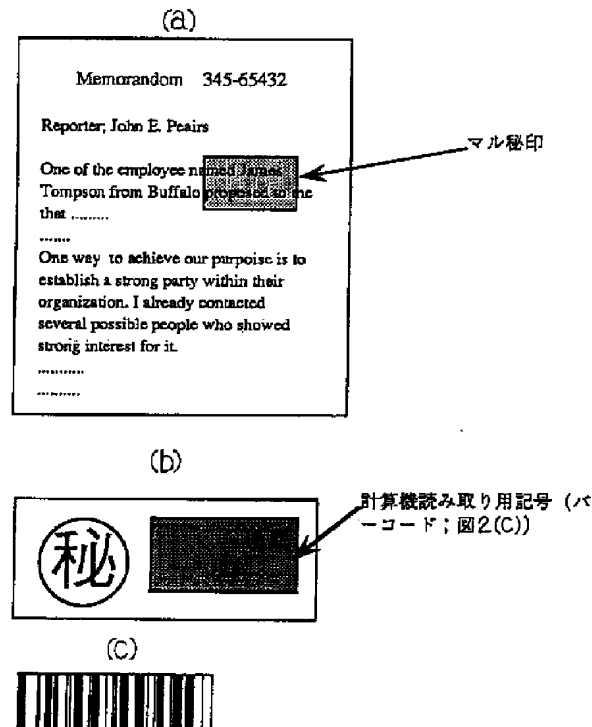 (a)
Memorandom 345-65432
Reporter; John E. Peairs
マル秘印
One of the employee named James
Tompson from Buffalo proposed to me
that .........
.......
One way to achieve our purpoise is to
establish a strong party within their
organization. I already contacted
several possible people who showed
strong interest for it.
...........
..........
(b)
計算機読み取り用記号 (バ
ーコード; 図2(C))
秘
(C)